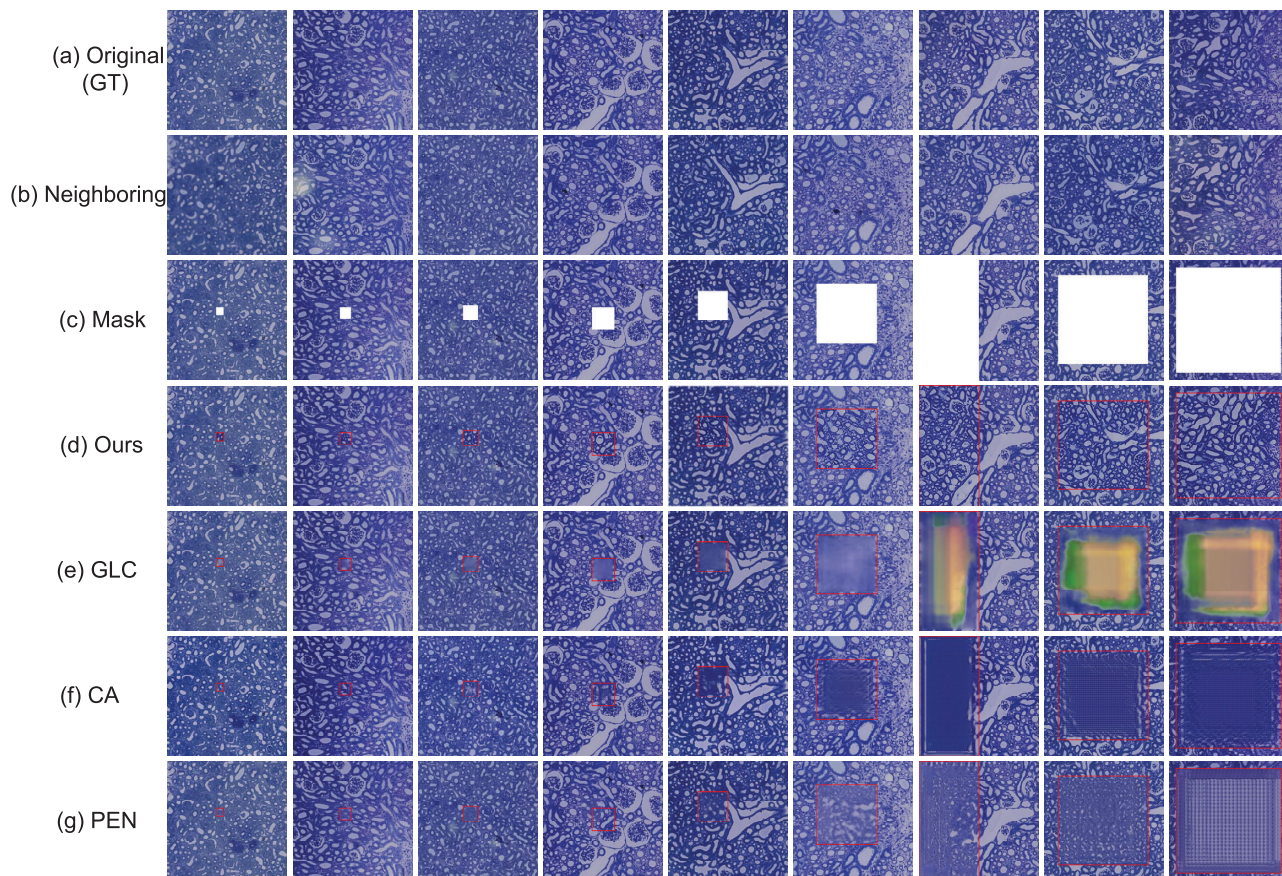 (a) Original
(GT)
(b) Neighboring
(c) Mask
(d) Ours
(e) GLC
(f) CA
(g) PEN